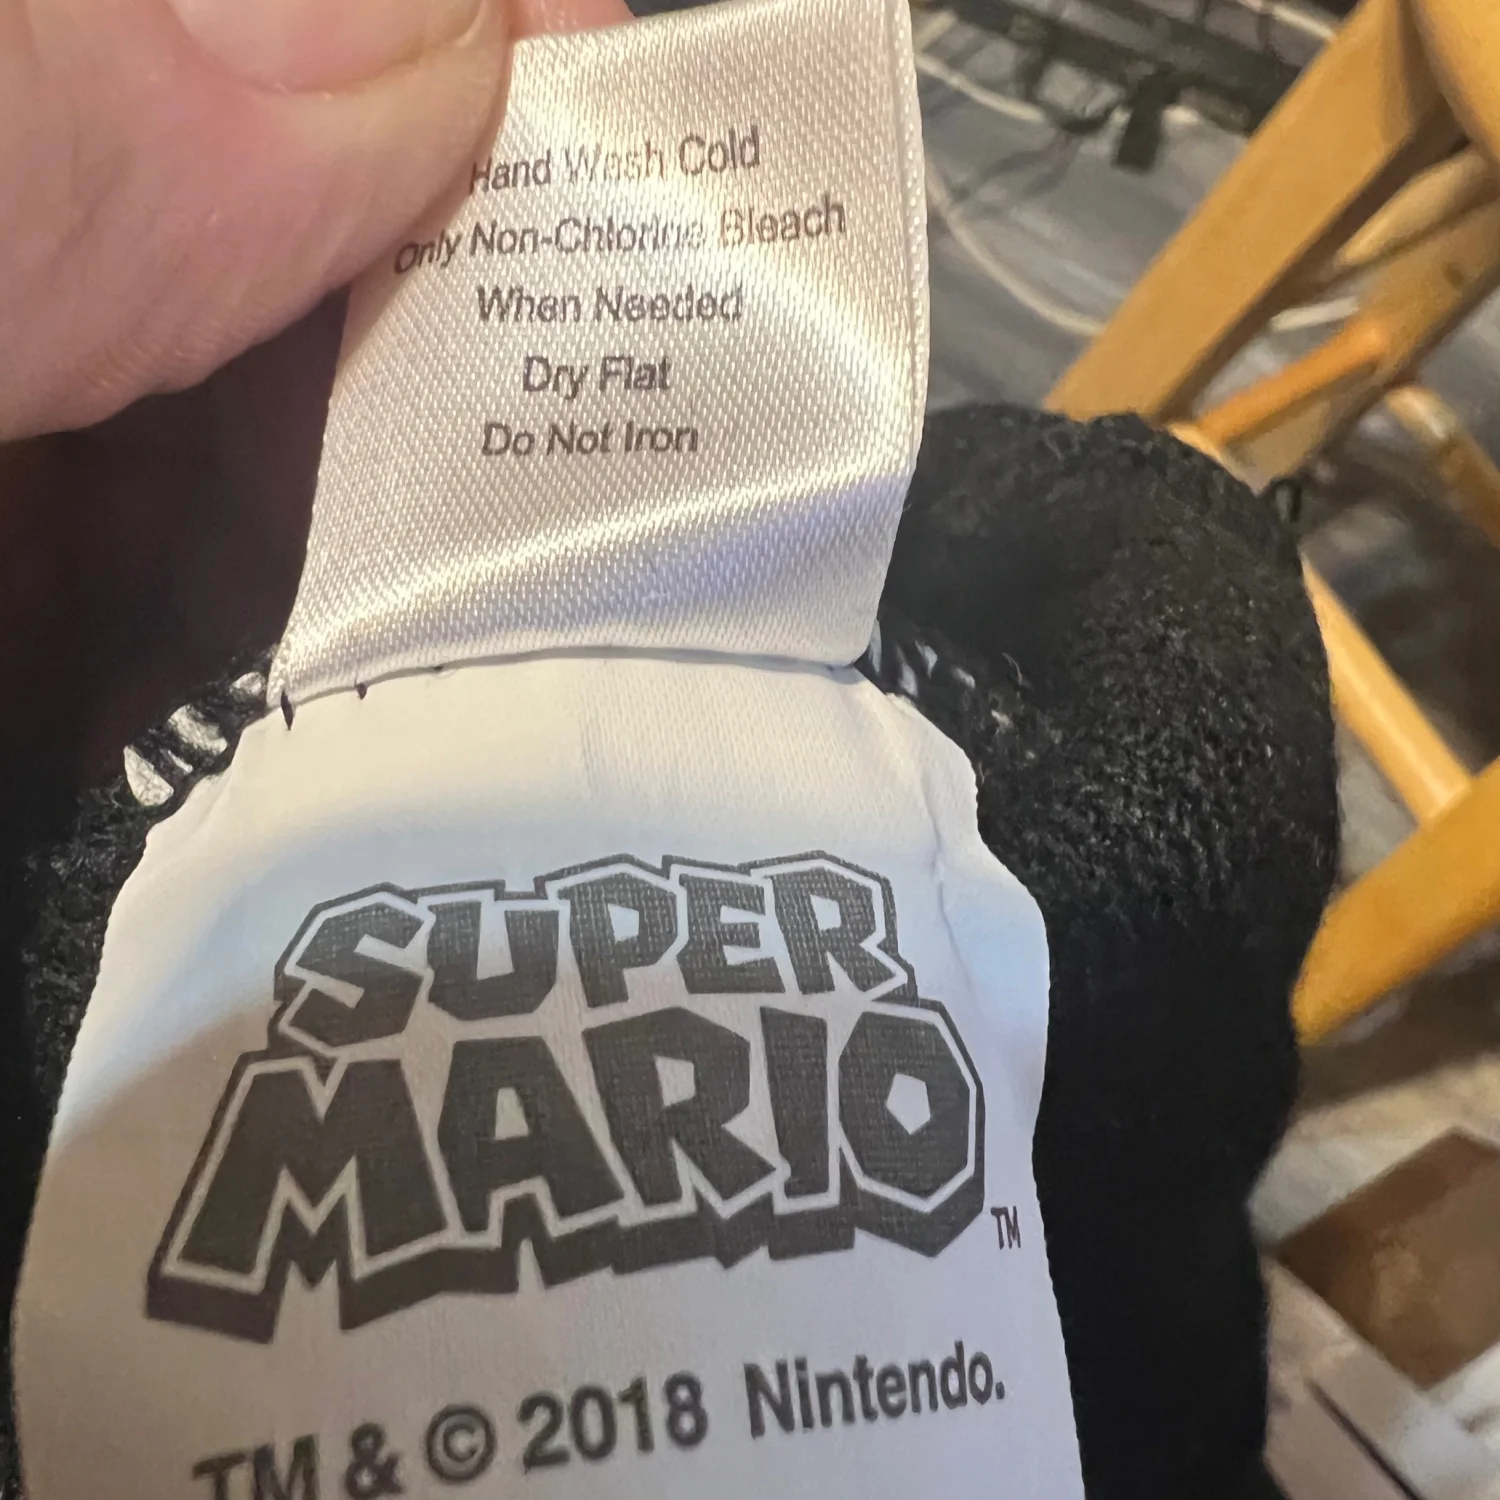 Hand Wash Cold
Only Non-Chlorine Bleach
When Needed
Dry Flat
Do Not Iron
SUPER
MARIO
TM
TM & © 2018 Nintendo.